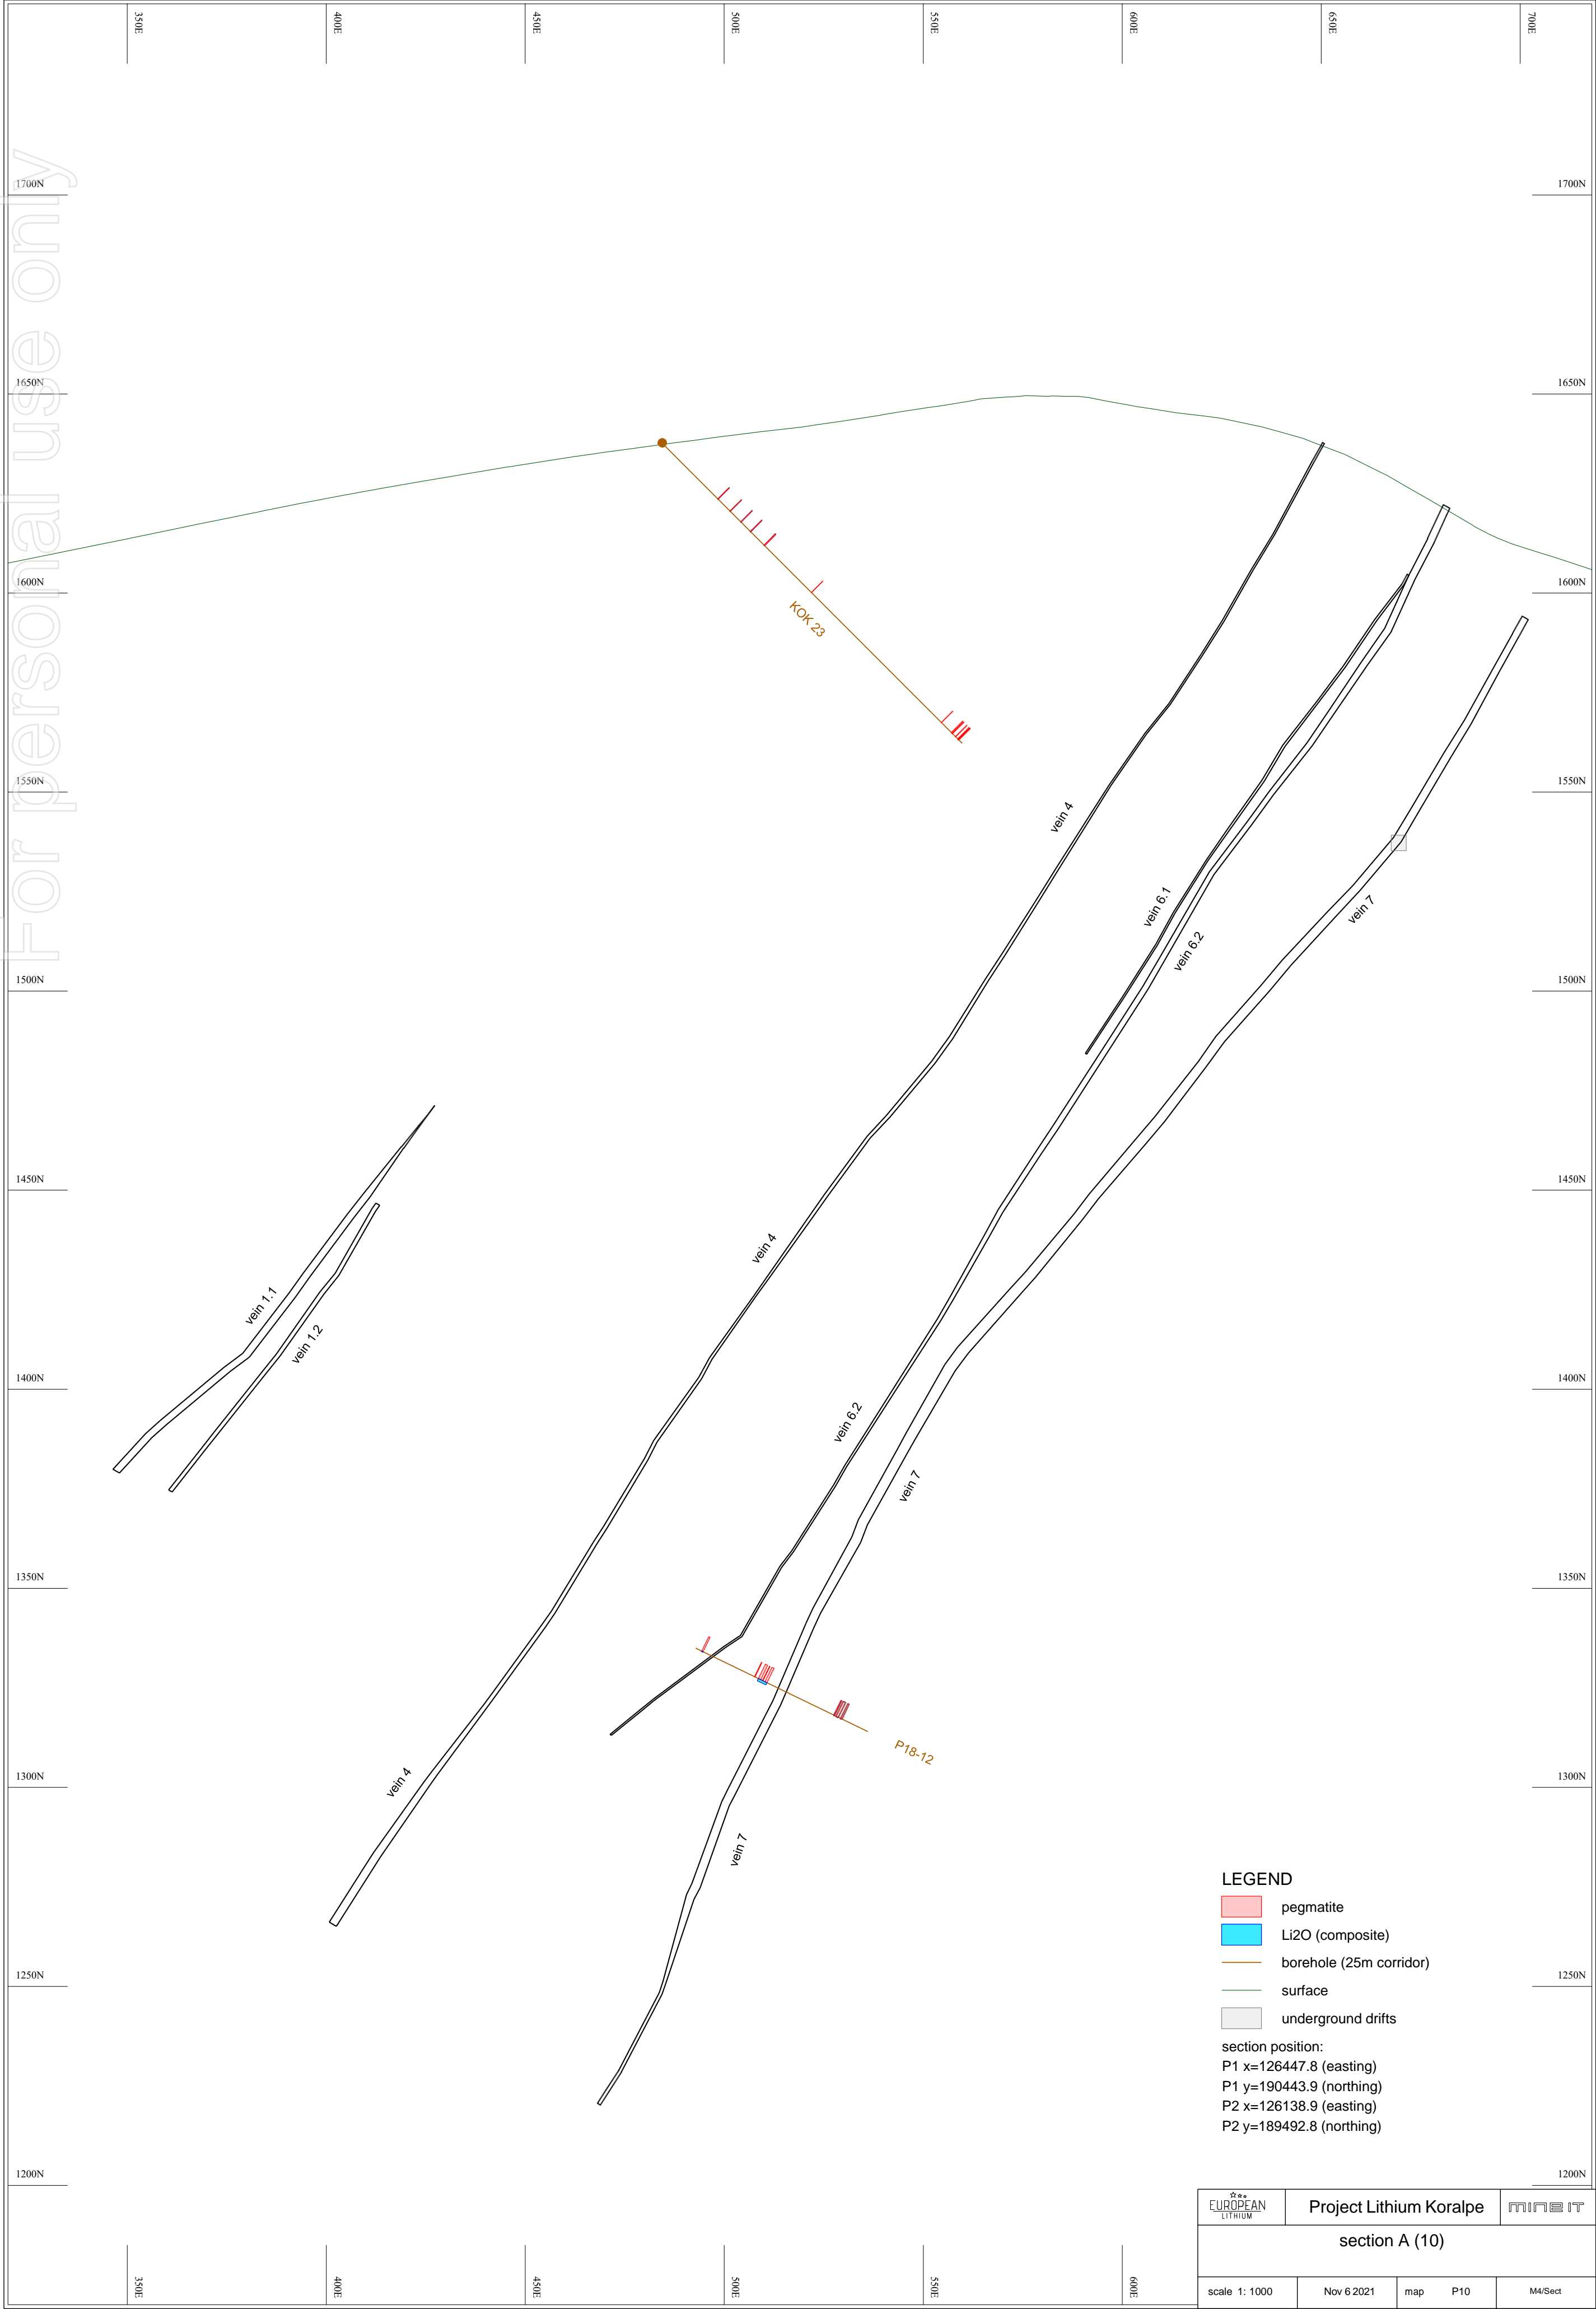 350E
400E
450E
500E
550E
600E
650E
700E
For personal use only
1700N
1700N
1650N
1650N
1600N
1600N
KOK 23
1550N
1550N
vein 4
vein 6.1
vein 7
vein 6.2
1500N
1500N
1450N
1450N
vein 4
vein 1.1
vein 1.2
1400N
1400N
vein 6.2
vein 7
1350N
1350N
P18-12
vein 4
1300N
1300N
vein 7
LEGEND
pegmatite
Li2O (composite)
borehole (25m corridor)
surface
underground drifts
section position:
P1 x=126447.8 (easting)
P1 y=190443.9 (northing)
P2 x=126138.9 (easting)
P2 y=189492.8 (northing)
1250N
1250N
1200N
1200N
EUROPEAN
LITHIUM
Project Lithium Koralpe
MINE IT
section A (10)
scale 1: 1000
Nov 6 2021
map P10
M4/Sect
350E
400E
450E
500E
550E
600E